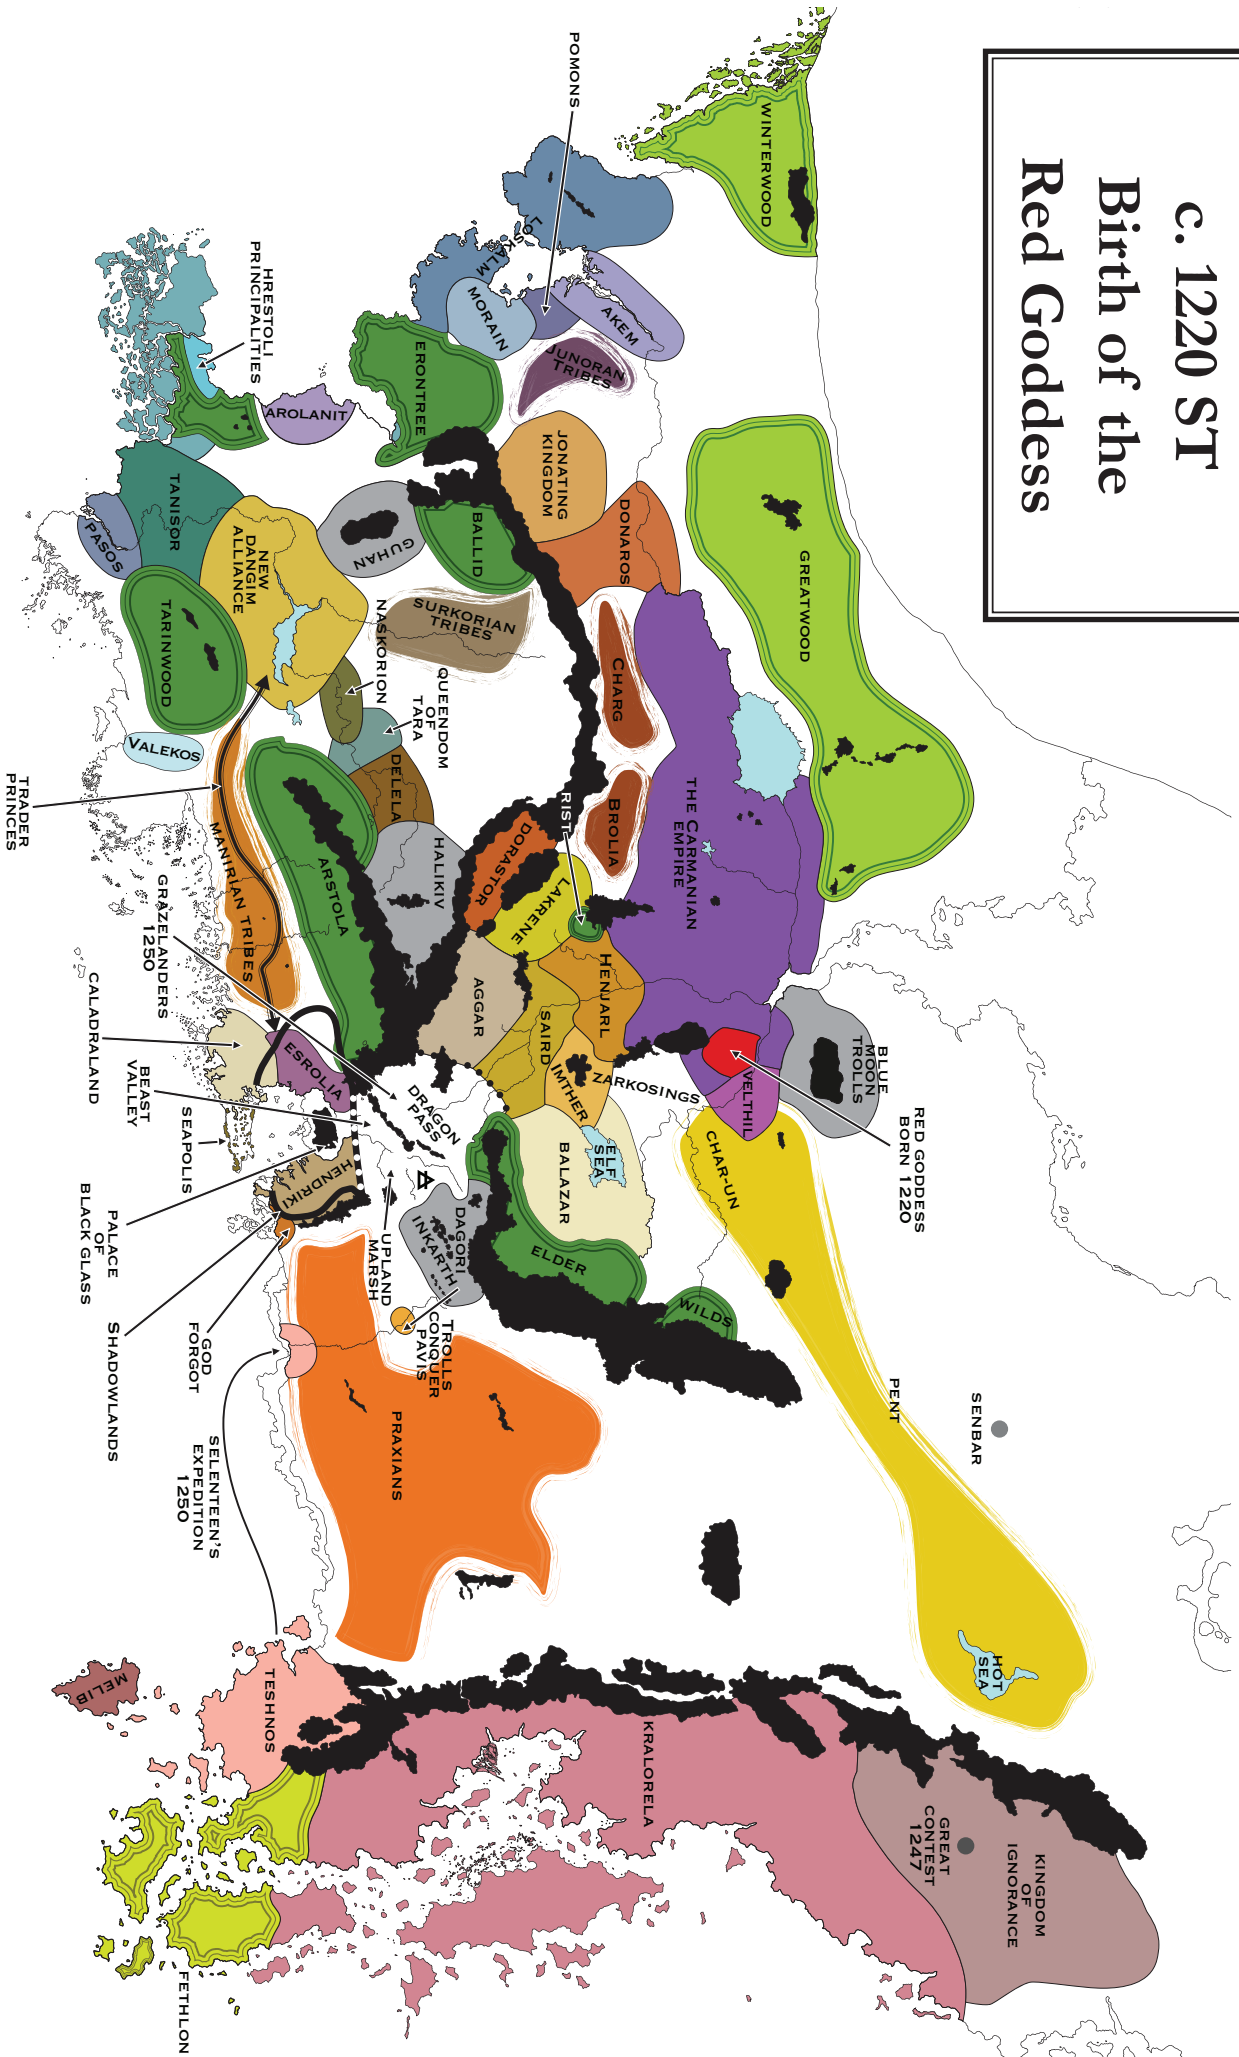 c. 1220 ST
Birth of the
Red Goddess
WINTERWOOD
POMONS
LOSKALM
MORAIN
AKEM
JUNORAN
TRIBES
HRESTOLI
PRINCIPALITIES
ERONTREE
AROLANIT
JONATING
KINGDOM
DONAROS
GREATWOOD
TANISOR
PASOS
NEW
DANGIM
ALLIANCE
GUHAN
BALLID
SURKORIAN
TRIBES
TARINWOOD
NASKORION
QUEENDOM
OF
TARA
CHARG
VALEKOS
DELELA
BROLIA
RIST
THE CARMANIAN
EMPIRE
TRADER
PRINCES
MANIRIAN TRIBES
ARSTOLA
HALIKIV
DORASTOR
LAKRENE
GRAZELANDERS
1250
AGGAR
SAIRD
HENJARL
IMTHER
ZARKOSINGS
VELTHIL
BLUE
MOON
TROLLS
RED GODDESS
BORN 1220
CALADRALAND
ESROLIA
DRAGON
PASS
BEAST
VALLEY
SEAPOLIS
HENDRIKI
ELF
SEA
BALAZAR
CHAR-UN
PALACE
OF
BLACK GLASS
UPLAND
MARSH
DAGORI
INKARTH
ELDER
WILDS
SHADOWLANDS
GOD
FORGOT
TROLLS
CONQUER
PAVIS
PENT
SENBAR
SELENTEEN'S
EXPEDITION
1250
PRAXIANS
HOT
SEA
MELIB
TESHNOS
KRALORELA
GREAT
CONTEST
1247
KINGDOM
OF
IGNORANCE
FETHLON